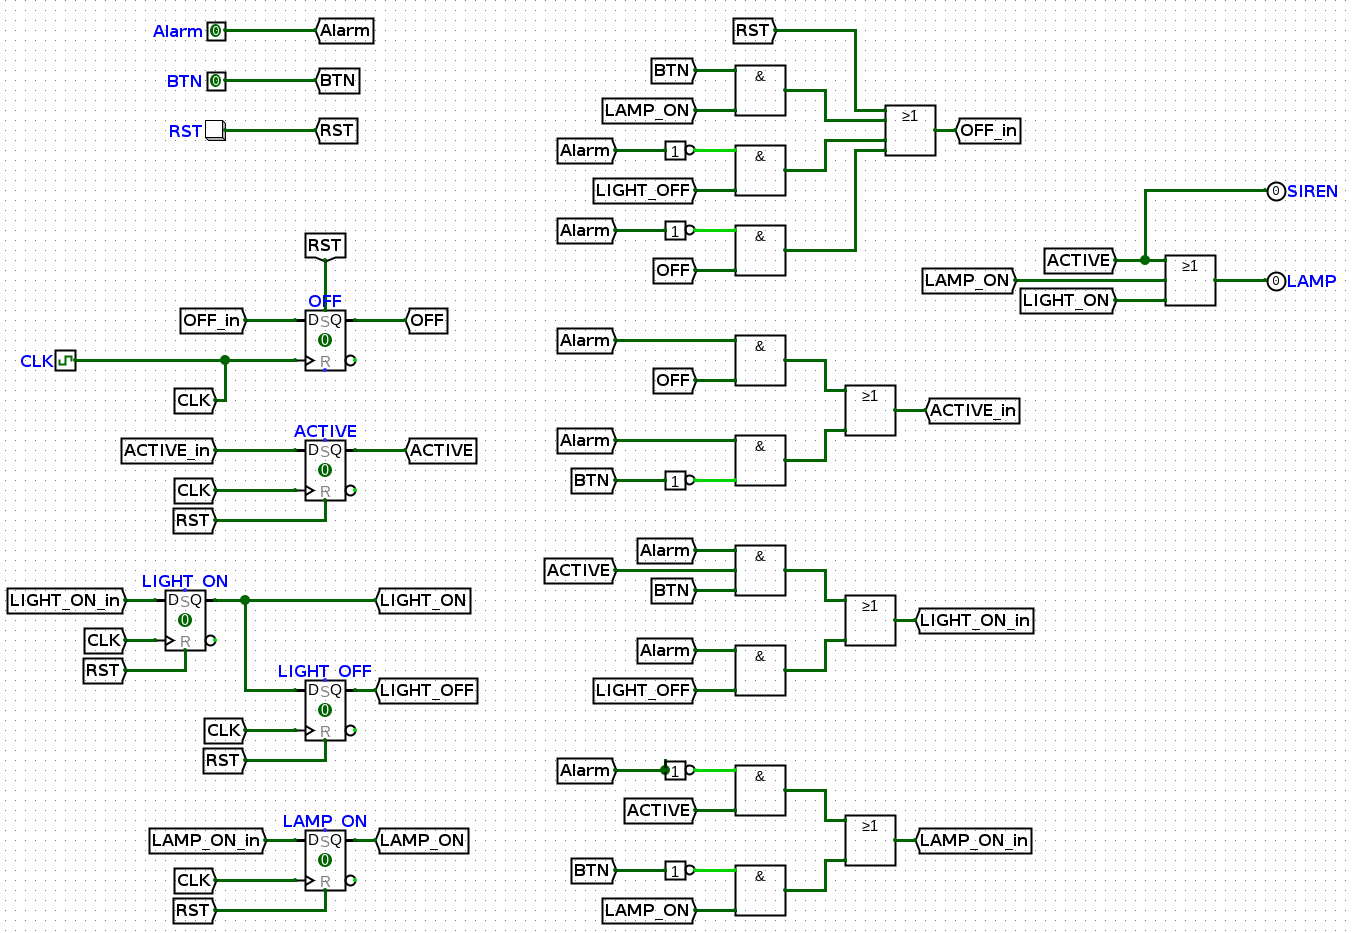 Alarm 0 Alarm
BTN 0 BTN
RST RST
RST
OFF
OFF_in D S Q OFF
0
CLK R
CLK
ACTIVE
ACTIVE_in D S Q ACTIVE
0
CLK R
RST
LIGHT_ON
LIGHT_ON_in D S Q LIGHT_ON
0
CLK R
RST
LIGHT_OFF
D S Q LIGHT_OFF
0
CLK R
RST
LAMP_ON
LAMP_ON_in D S Q LAMP_ON
0
CLK R
RST
RST
BTN &
LAMP_ON
≥1 OFF_in
Alarm 1 &
LIGHT_OFF
Alarm 1 &
OFF
Alarm &
OFF
≥1 ACTIVE_in
Alarm &
BTN 1
Alarm &
ACTIVE
BTN
≥1 LIGHT_ON_in
Alarm &
LIGHT_OFF
Alarm 1 &
ACTIVE
≥1 LAMP_ON_in
BTN 1 &
LAMP_ON
0 SIREN
ACTIVE ≥1
LAMP_ON 0 LAMP
LIGHT_ON